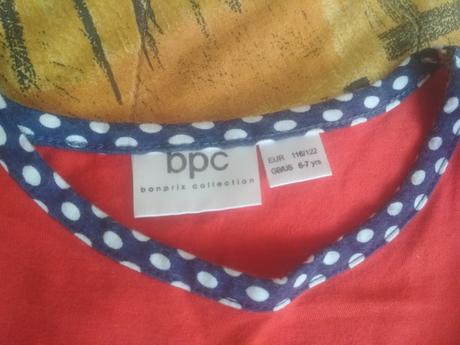 bpc
bonprix collection
EUR 116/122
GB/US 6-7 yrs